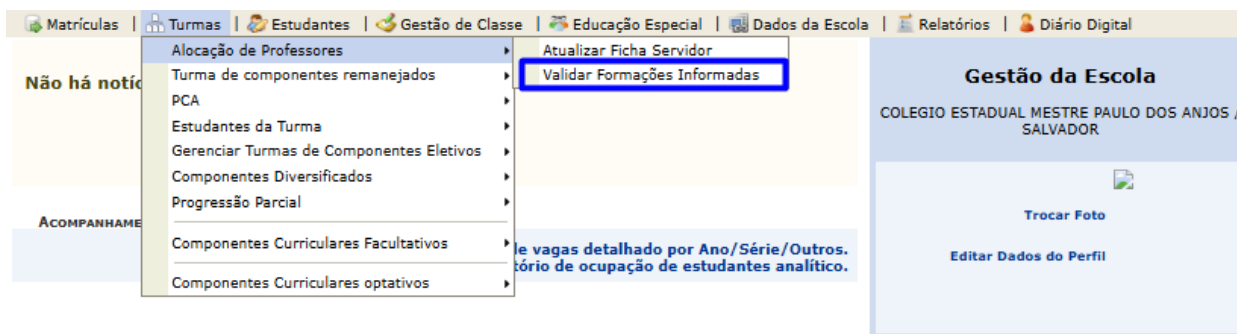 Matrículas | Turmas | Estudantes | Gestão de Classe | Educação Especial | Dados da Escola | Relatórios | Diário Digital
Alocação de Professores
Turma de componentes remanejados
PCA
Estudantes da Turma
Gerenciar Turmas de Componentes Eletivos
Componentes Diversificados
Progressão Parcial
Componentes Curriculares Facultativos
Componentes Curriculares optativos
Atualizar Ficha Servidor
Validar Formações Informadas
Não há notíc
ACOMPANHAME
de vagas detalhado por Ano/Série/Outros.
tório de ocupação de estudantes analítico.
Gestão da Escola
COLEGIO ESTADUAL MESTRE PAULO DOS ANJOS /
SALVADOR
Trocar Foto
Editar Dados do Perfil